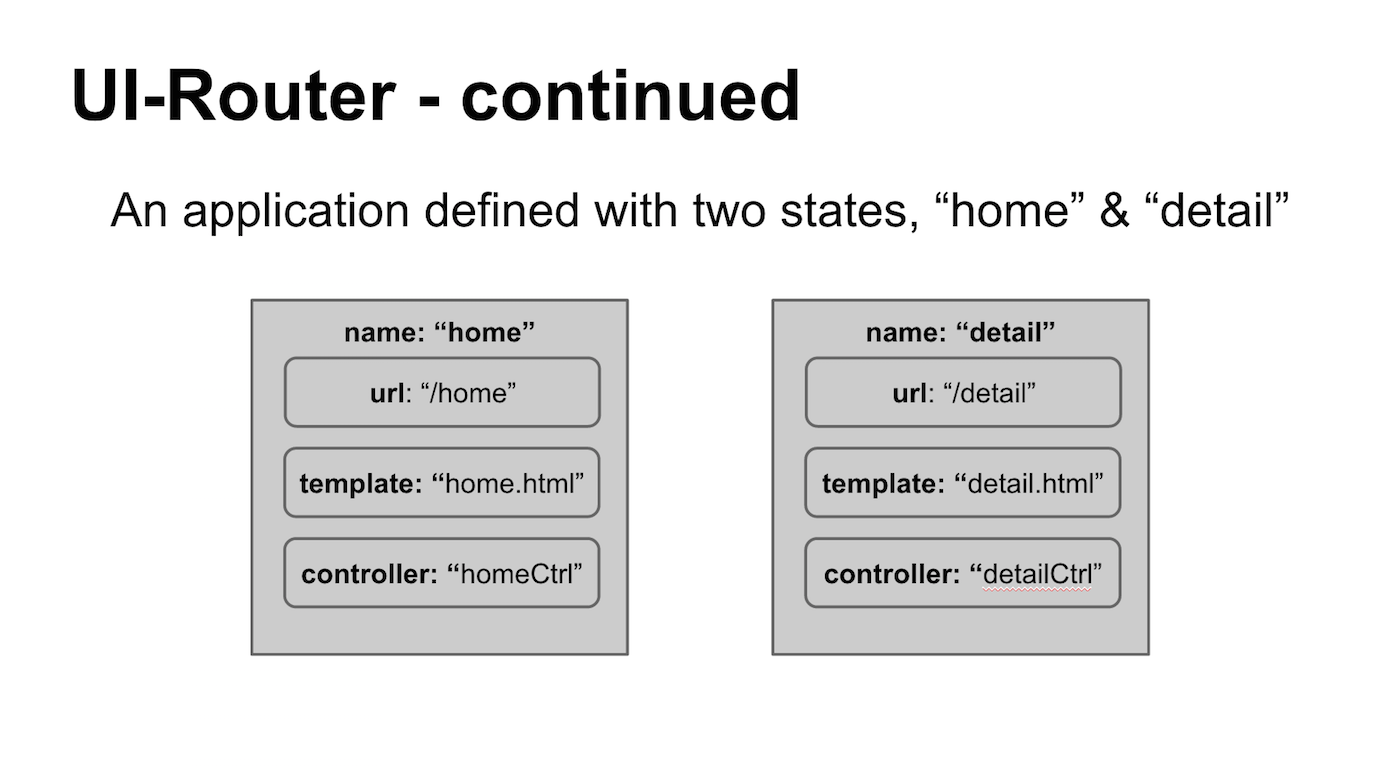 UI-Router - continued
An application defined with two states, “home” & “detail”
name: “home”
url: “/home”
template: “home.html”
controller: “homeCtrl”
name: “detail”
url: “/detail”
template: “detail.html”
controller: “detailCtrl”